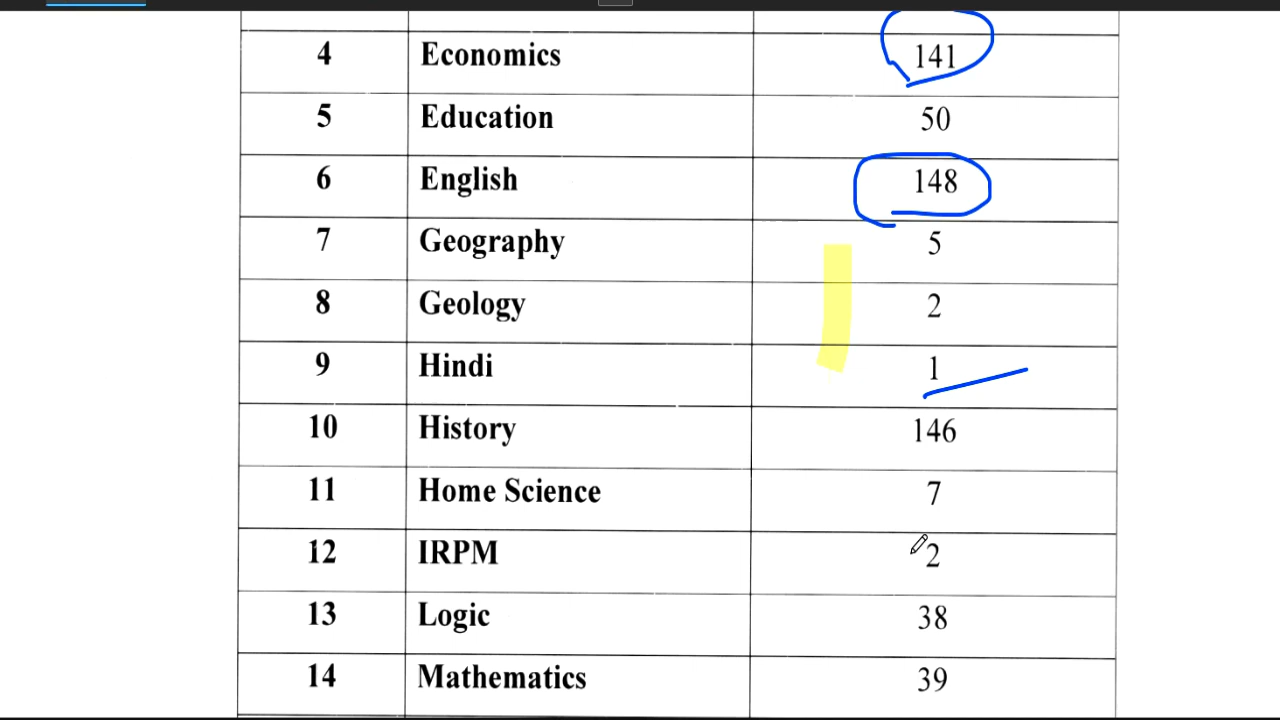 4 Economics 141
5 Education 50
6 English 148
7 Geography 5
8 Geology 2
9 Hindi 1
10 History 146
11 Home Science 7
12 IRPM 2
13 Logic 38
14 Mathematics 39